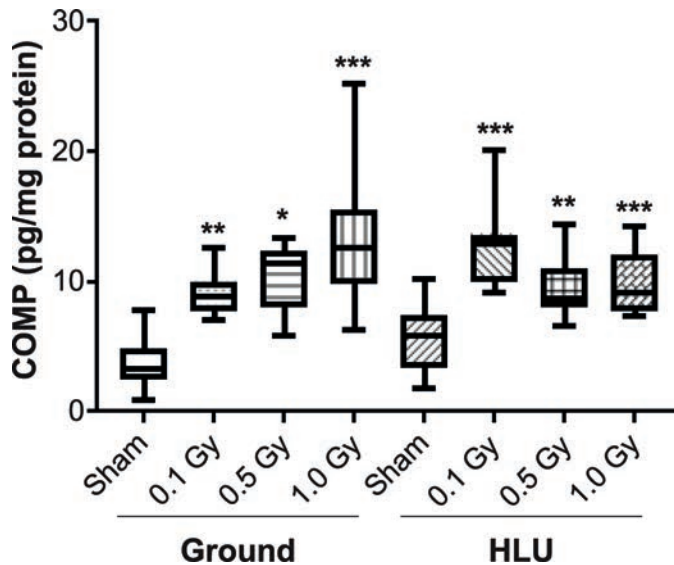 COMP (pg/mg protein)
30
20
10
0
**
*
***
***
**
***
Sham
0.1 Gy
0.5 Gy
1.0 Gy
Sham
0.1 Gy
0.5 Gy
1.0 Gy
Ground
HLU